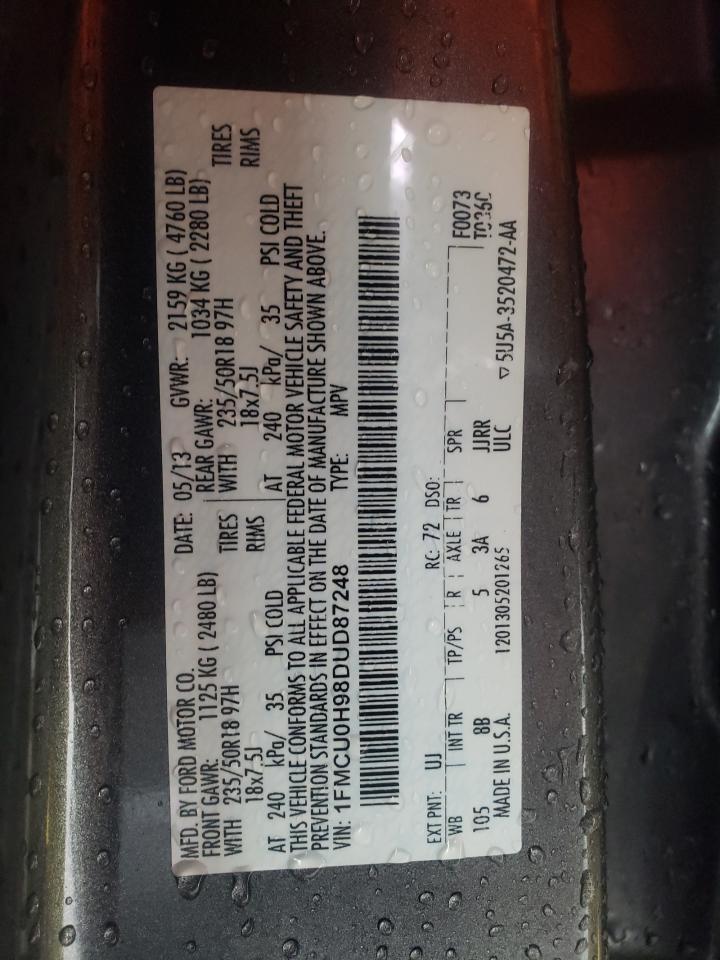 MFD. BY FORD MOTOR CO. DATE: 05/13 GVWR: 2159 KG ( 4760 LB)
FRONT GAWR: 1125 KG ( 2480 LB) REAR GAWR: 1034 KG ( 2280 LB)
WITH 235/50R18 97H TIRES WITH 235/50R18 97H TIRES
18x7.5J RIMS 18x7.5J RIMS
AT 240 kPa/ 35 PSI COLD AT 240 kPa/ 35 PSI COLD
THIS VEHICLE CONFORMS TO ALL APPLICABLE FEDERAL MOTOR VEHICLE SAFETY AND THEFT
PREVENTION STANDARDS IN EFFECT ON THE DATE OF MANUFACTURE SHOWN ABOVE.
VIN: 1FMCU0H98DUD87248 TYPE: MPV
EXT PNT: UJ RC: 72 DSO:
WB INT TR TP/PS R AXLE TR SPR F0073
105 8B 5 3A 6 JJRR
MADE IN U.S.A. 1201305201265 ULC ▽5U5A-3520472-AA